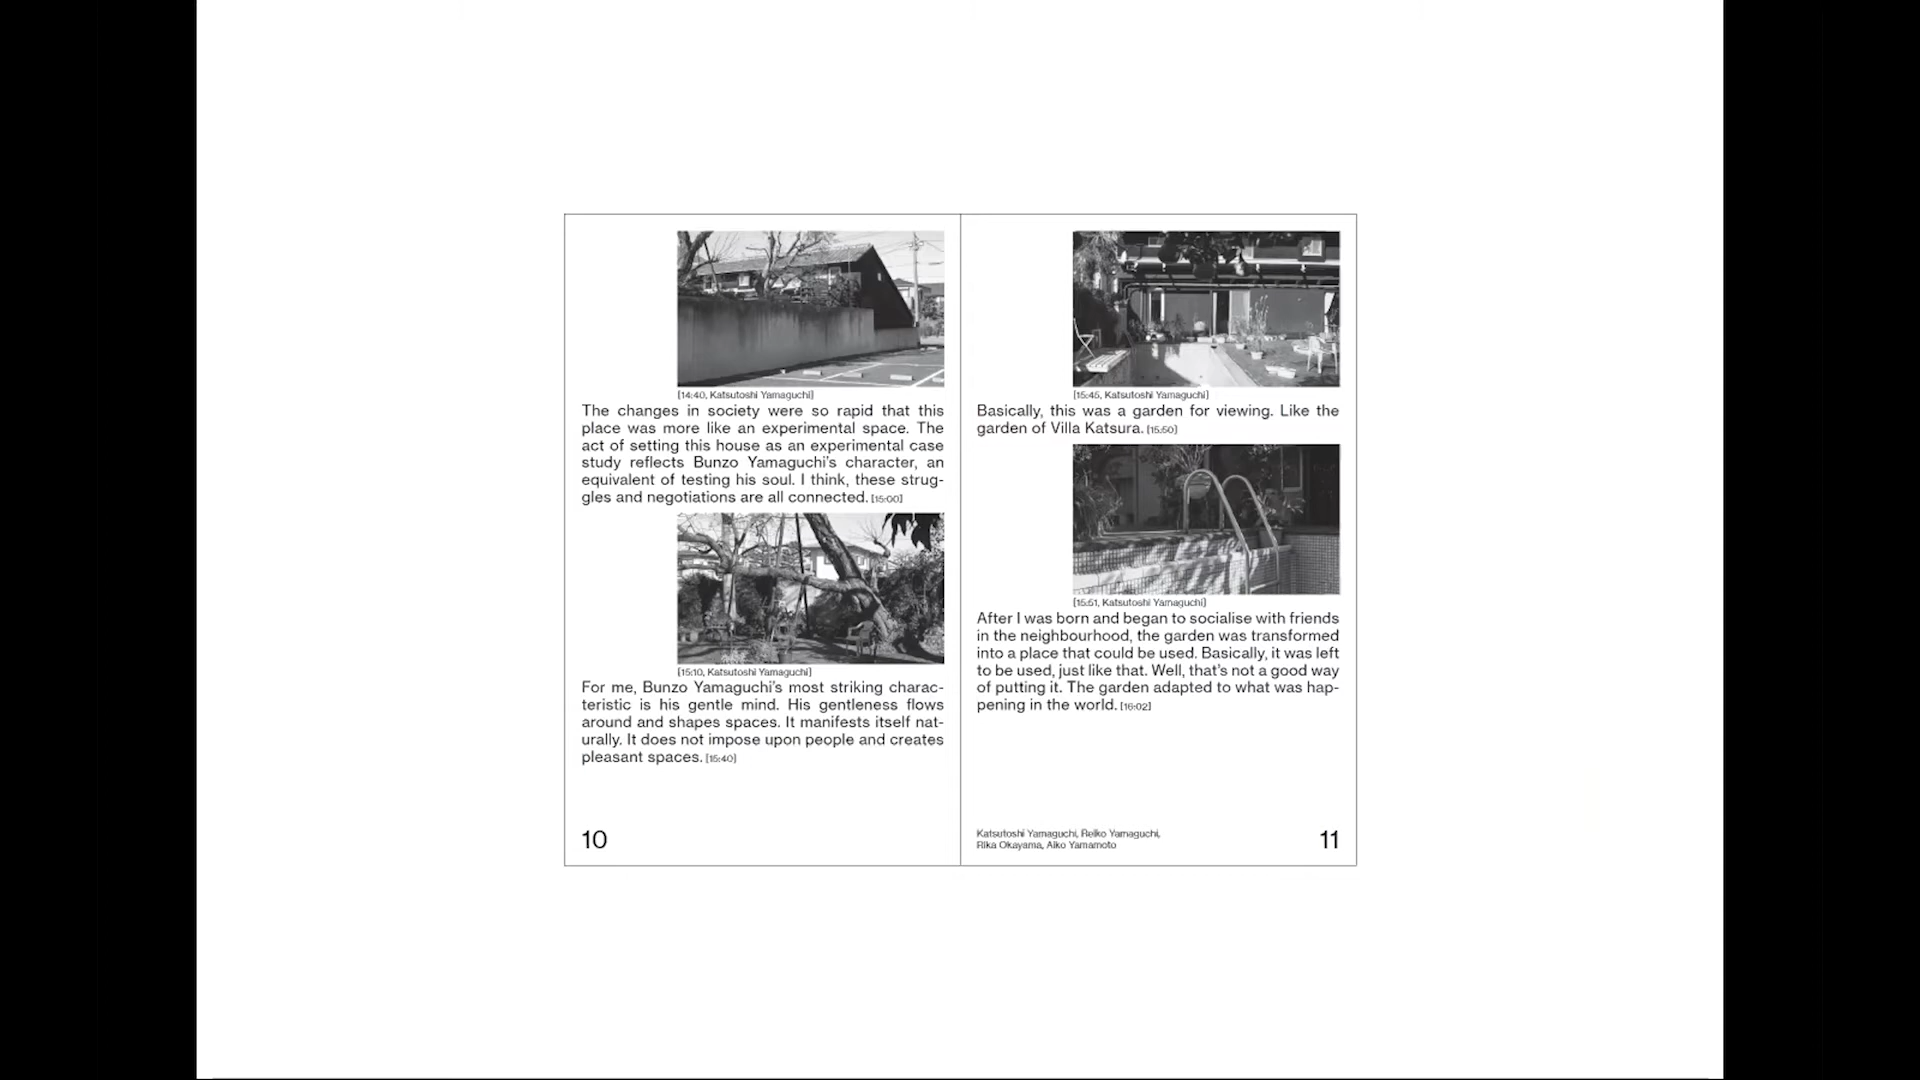 [14:40, Katsutoshi Yamaguchi]
The changes in society were so rapid that this
place was more like an experimental space. The
act of setting this house as an experimental case
study reflects Bunzo Yamaguchi's character, an
equivalent of testing his soul. I think, these strug-
gles and negotiations are all connected. [15:00]
[15:10, Katsutoshi Yamaguchi]
For me, Bunzo Yamaguchi's most striking charac-
teristic is his gentle mind. His gentleness flows
around and shapes spaces. It manifests itself nat-
urally. It does not impose upon people and creates
pleasant spaces. [15:40]
10
[15:45, Katsutoshi Yamaguchi]
Basically, this was a garden for viewing. Like the
garden of Villa Katsura. [15:50]
[15:51, Katsutoshi Yamaguchi]
After I was born and began to socialise with friends
in the neighbourhood, the garden was transformed
into a place that could be used. Basically, it was left
to be used, just like that. Well, that's not a good way
of putting it. The garden adapted to what was hap-
pening in the world. [16:02]
Katsutoshi Yamaguchi, Reiko Yamaguchi,
Rika Okayama, Aiko Yamamoto
11